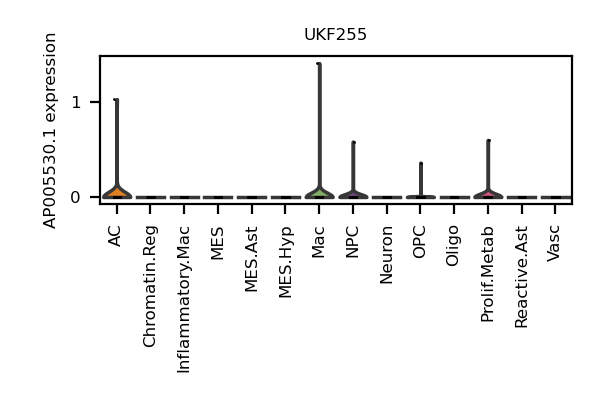 UKF255
AP005530.1 expression
1
0
AC
Chromatin.Reg
Inflammatory.Mac
MES
MES.Ast
MES.Hyp
Mac
NPC
Neuron
OPC
Oligo
Prolif.Metab
Reactive.Ast
Vasc